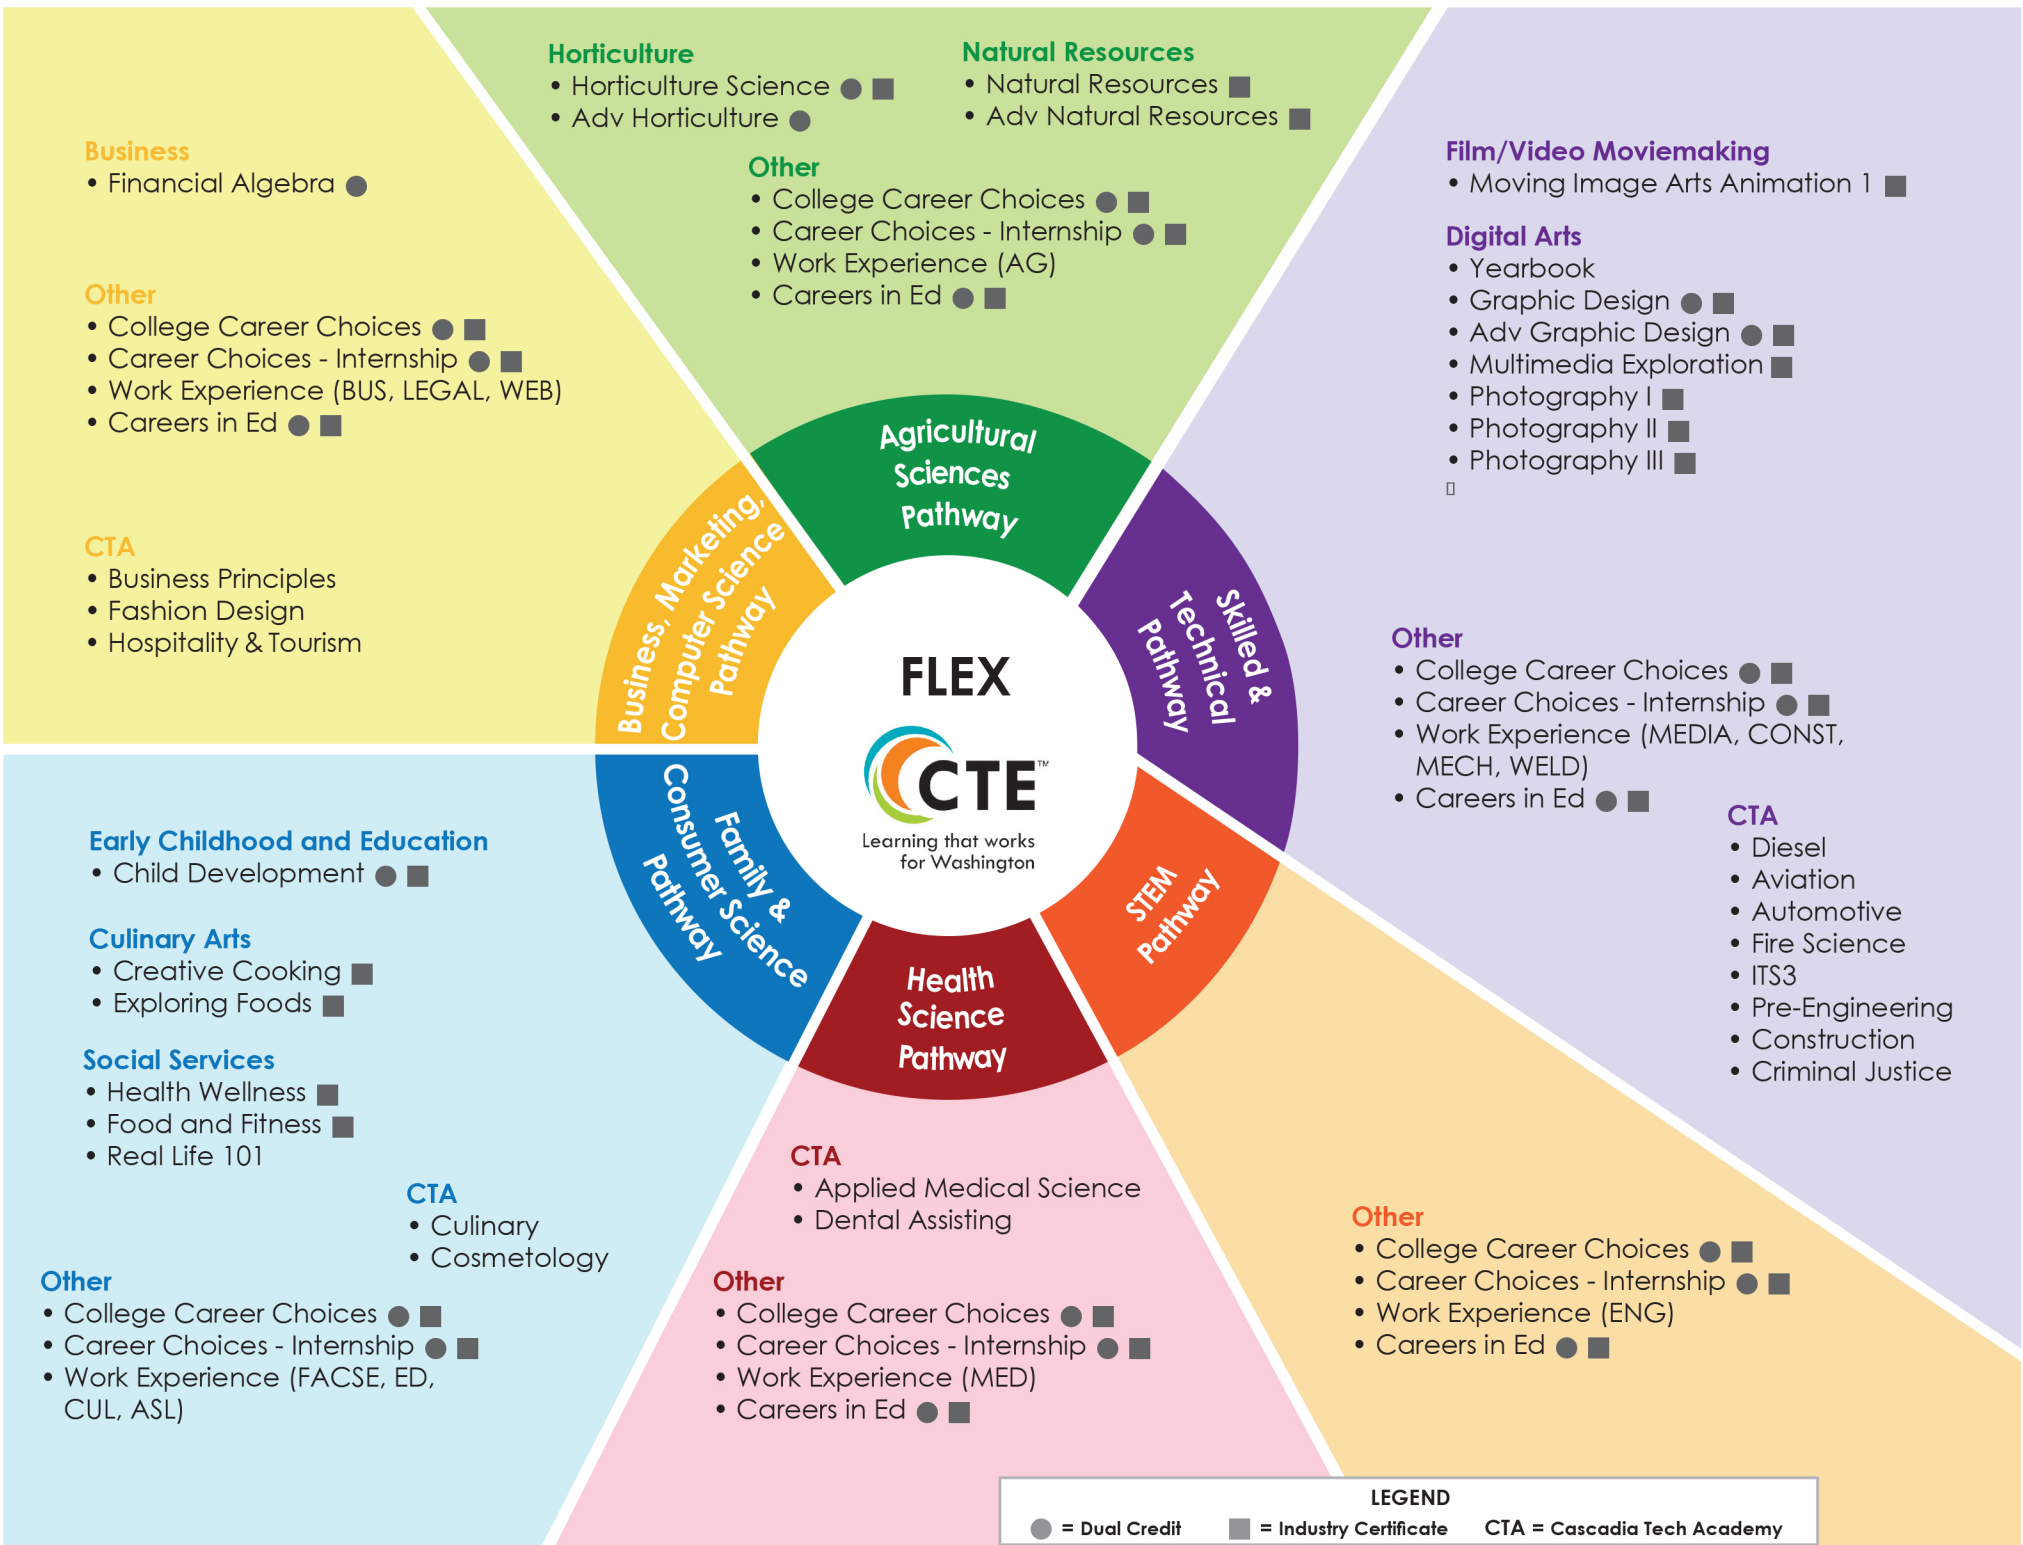 Business
• Financial Algebra
Other
• College Career Choices
• Career Choices - Internship
• Work Experience (BUS, LEGAL, WEB)
• Careers in Ed
CTA
• Business Principles
• Fashion Design
• Hospitality & Tourism
Horticulture
• Horticulture Science
• Adv Horticulture
Natural Resources
• Natural Resources
• Adv Natural Resources
Other
• College Career Choices
• Career Choices - Internship
• Work Experience (AG)
• Careers in Ed
Film/Video Moviemaking
• Moving Image Arts Animation 1
Digital Arts
• Yearbook
• Graphic Design
• Adv Graphic Design
• Multimedia Exploration
• Photography I
• Photography II
• Photography III
Other
• College Career Choices
• Career Choices - Internship
• Work Experience (MEDIA, CONST,
MECH, WELD)
• Careers in Ed
CTA
• Diesel
• Aviation
• Automotive
• Fire Science
• ITS3
• Pre-Engineering
• Construction
• Criminal Justice
Agricultural
Sciences
Pathway
Business, Marketing,
Computer Science
Pathway
Skilled &
Technical
Pathway
FLEX
CTE™
Learning that works
for Washington
Family &
Consumer Science
Pathway
STEM
Pathway
Health
Science
Pathway
Early Childhood and Education
• Child Development
Culinary Arts
• Creative Cooking
• Exploring Foods
Social Services
• Health Wellness
• Food and Fitness
• Real Life 101
CTA
• Culinary
• Cosmetology
Other
• College Career Choices
• Career Choices - Internship
• Work Experience (FACSE, ED,
CUL, ASL)
CTA
• Applied Medical Science
• Dental Assisting
Other
• College Career Choices
• Career Choices - Internship
• Work Experience (MED)
• Careers in Ed
Other
• College Career Choices
• Career Choices - Internship
• Work Experience (ENG)
• Careers in Ed
LEGEND
= Dual Credit
= Industry Certificate
CTA = Cascadia Tech Academy